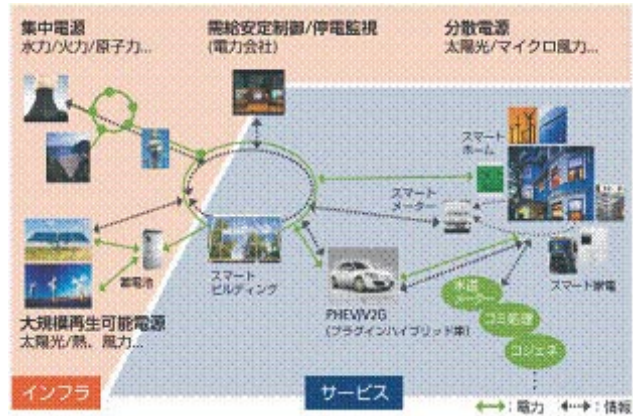 集中電源
水力/火力/原子力...
需給安定制御/停電監視
(電力会社)
分散電源
太陽光/マイクロ風力...
スマート
ホーム
スマート
メーター
蓄電池
スマート
ビルディング
PHEV/V2G
(プラグインハイブリッド車)
スマート家電
水道
メーター
ゴミ処理
コジェネ
大規模再生可能電源
太陽光/熱、風力...
インフラ
サービス
:電力
:情報